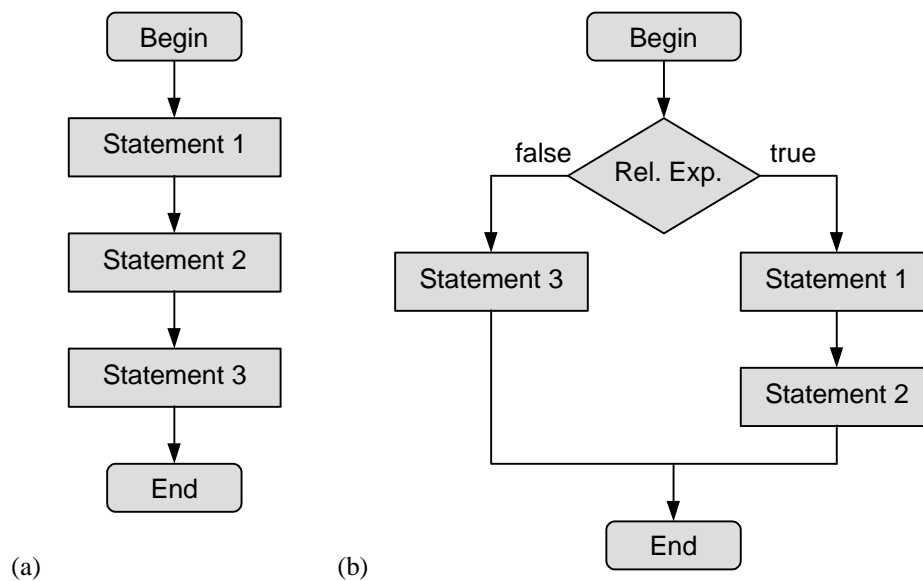 Begin
Statement 1
Statement 2
Statement 3
End
(a)
Begin
false
Rel. Exp.
true
Statement 3
Statement 1
Statement 2
End
(b)